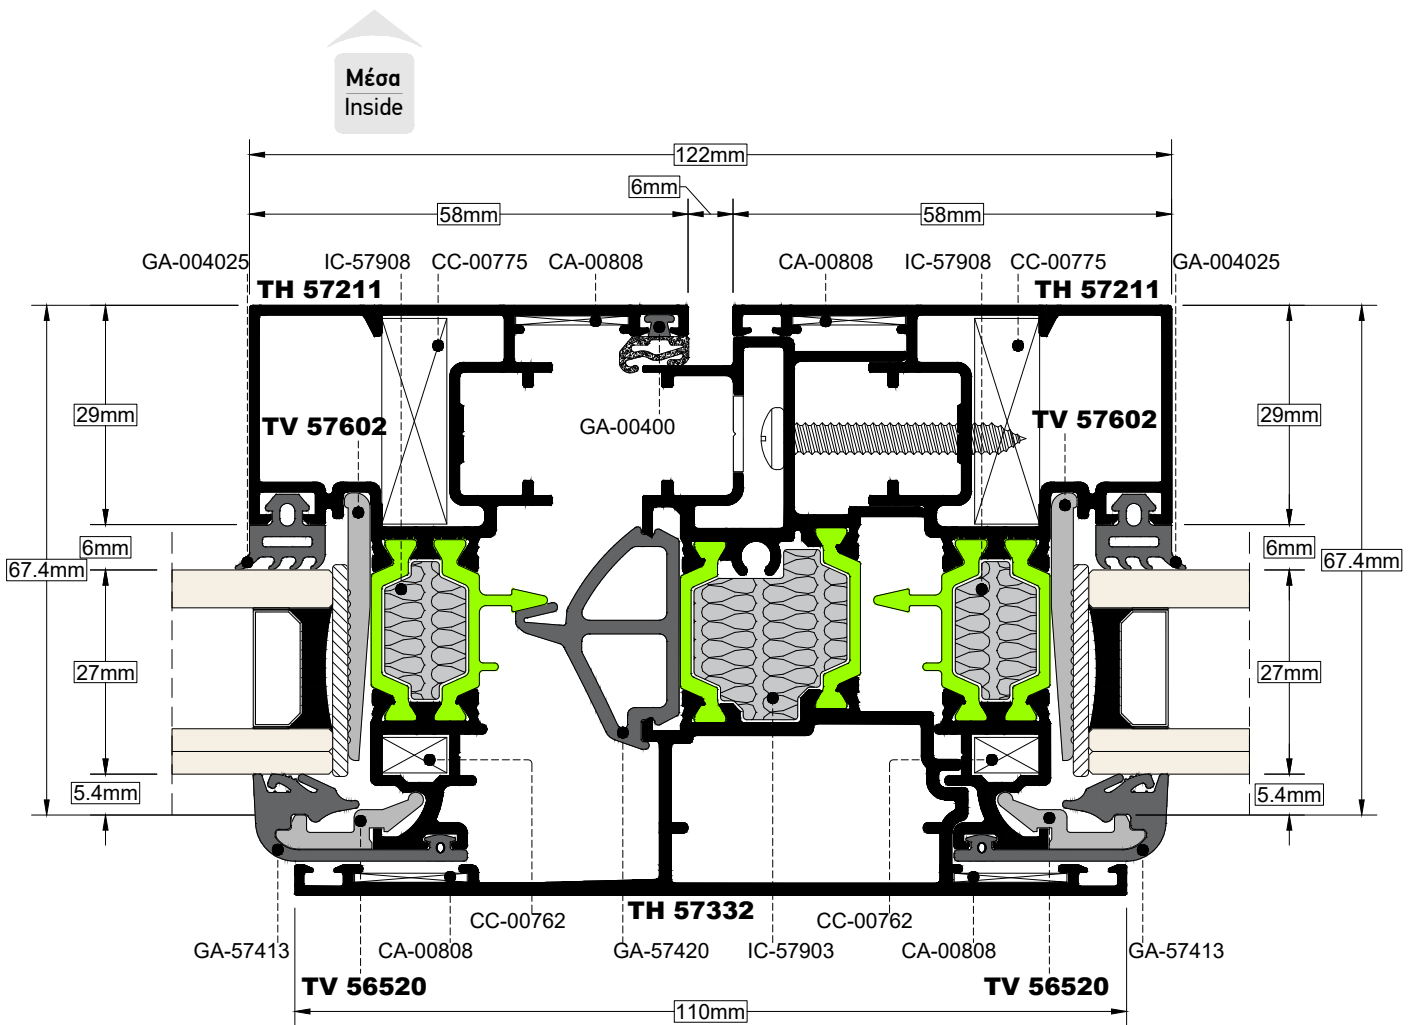 Μέσα
Inside
122mm
6mm
58mm
58mm
GA-004025
IC-57908
CC-00775
CA-00808
CA-00808
IC-57908
CC-00775
GA-004025
TH 57211
TH 57211
29mm
TV 57602
GA-00400
TV 57602
29mm
6mm
67.4mm
6mm
67.4mm
27mm
27mm
5.4mm
5.4mm
CC-00762
TH 57332
CC-00762
GA-57413
CA-00808
GA-57420
IC-57903
CA-00808
GA-57413
TV 56520
TV 56520
110mm